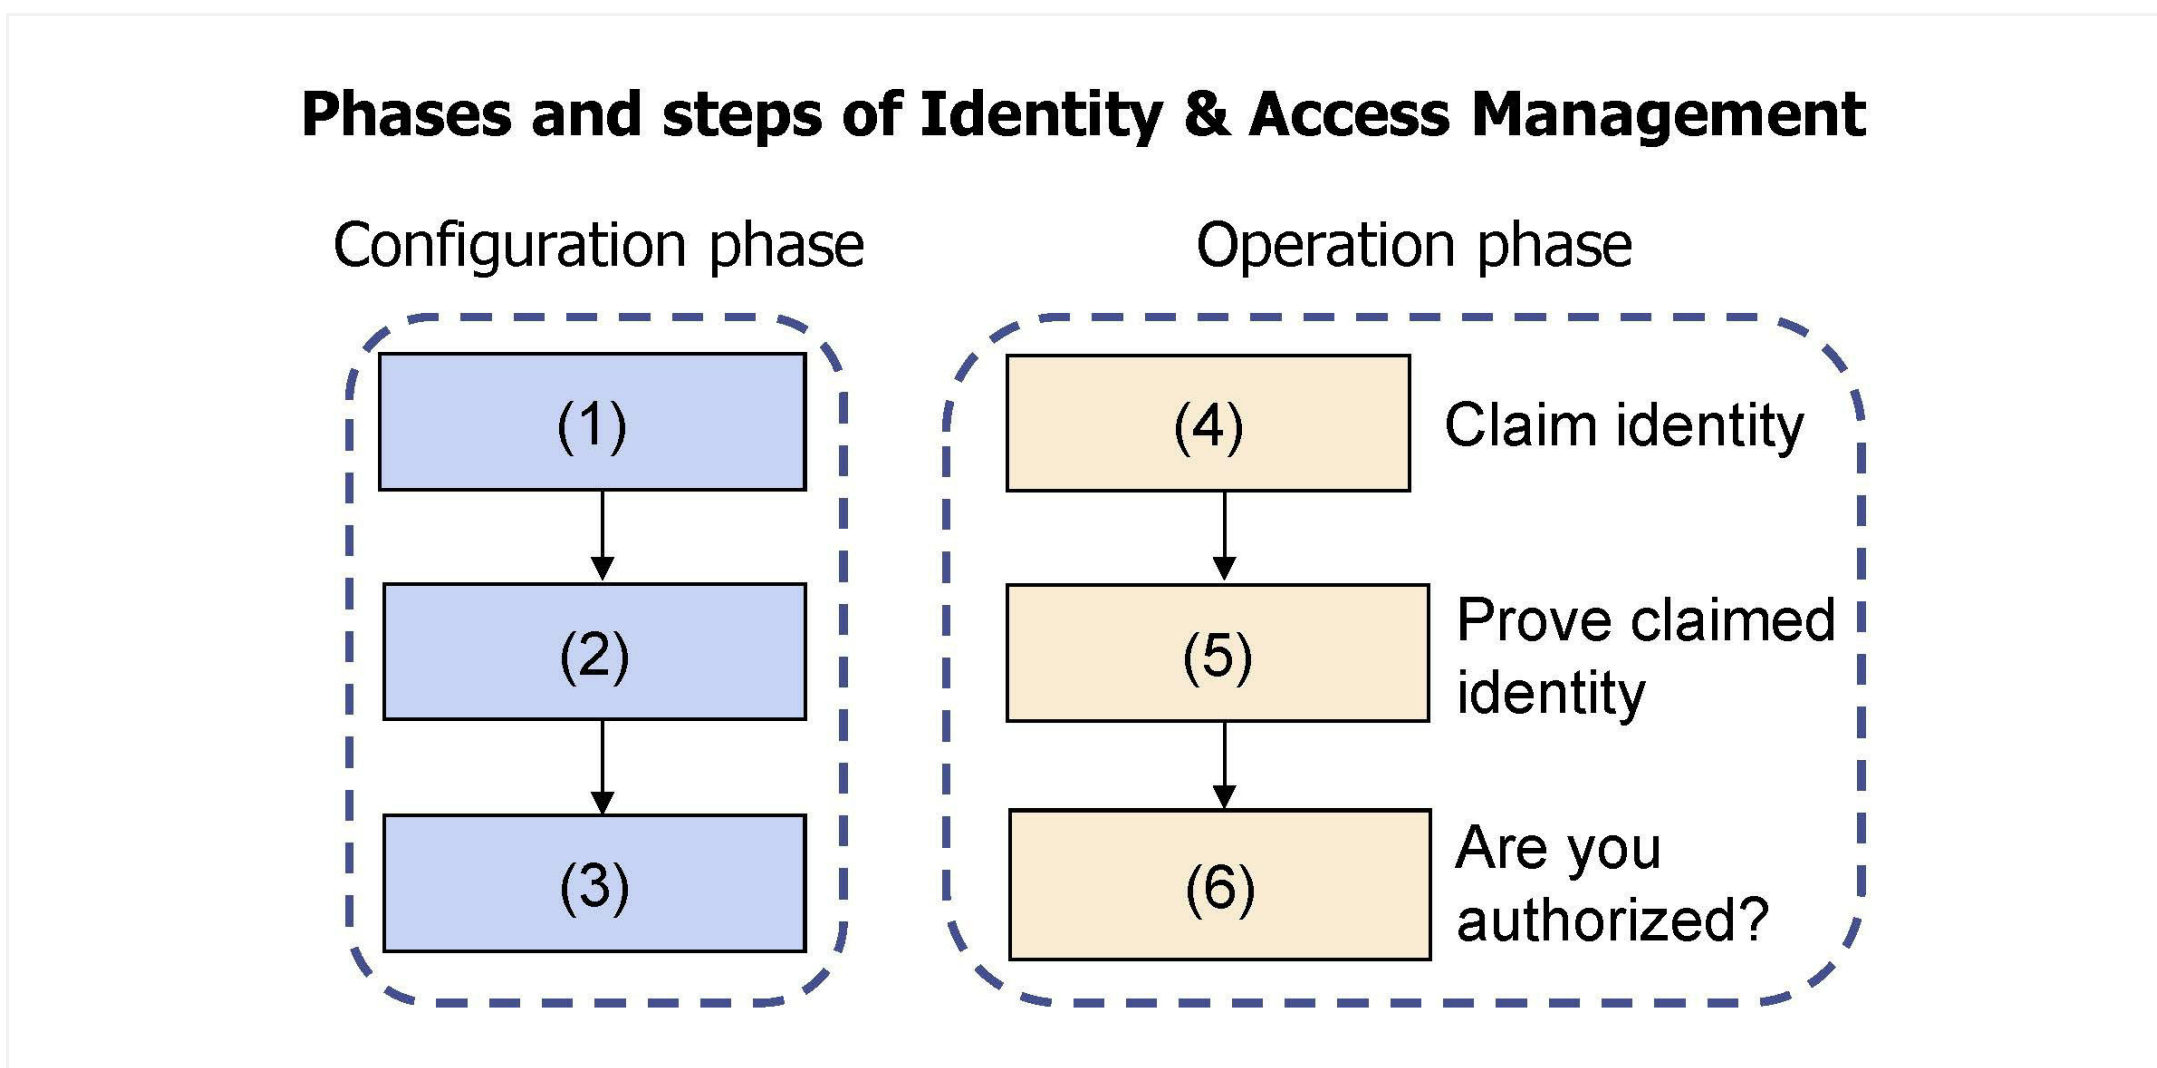 Phases and steps of Identity & Access Management
Configuration phase
Operation phase
(1)
(2)
(3)
(4)
Claim identity
(5)
Prove claimed
identity
(6)
Are you
authorized?